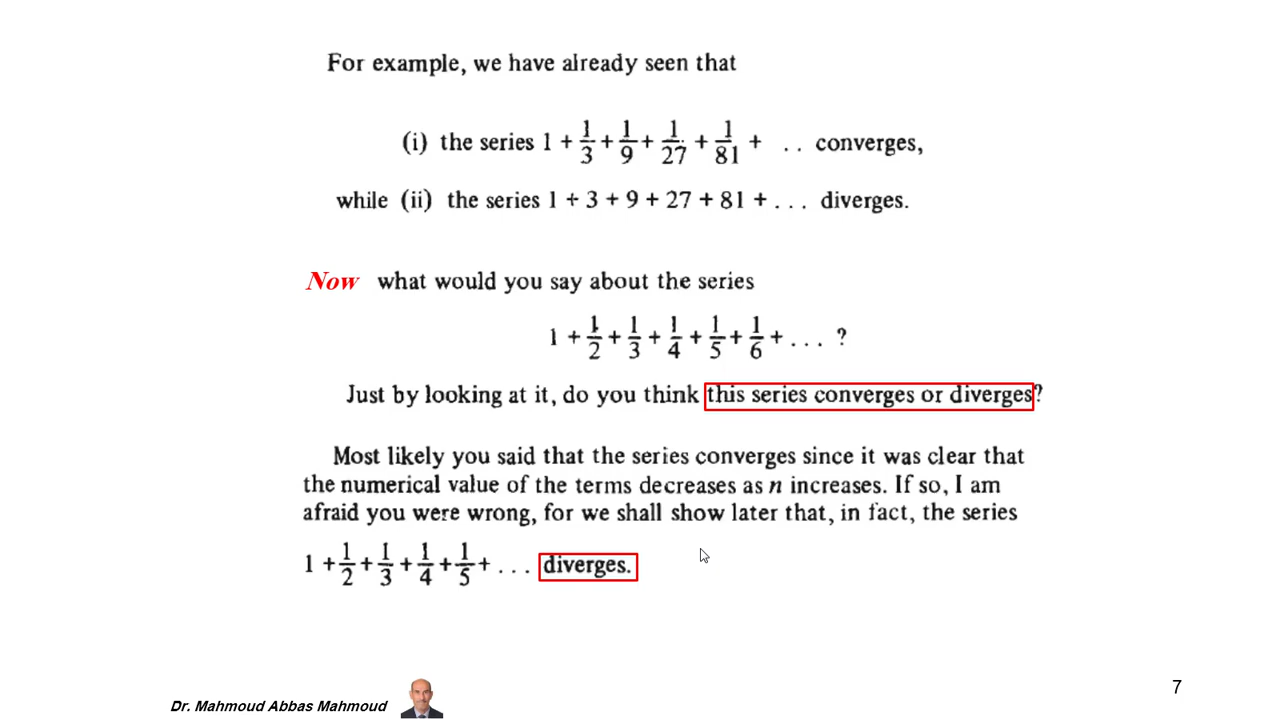 For example, we have already seen that
(i) the series 1 + 1/3 + 1/9 + 1/27 + 1/81 + . . converges,
while (ii) the series 1 + 3 + 9 + 27 + 81 + . . . diverges.
Now what would you say about the series
1 + 1/2 + 1/3 + 1/4 + 1/5 + 1/6 + . . . ?
Just by looking at it, do you think this series converges or diverges?
Most likely you said that the series converges since it was clear that
the numerical value of the terms decreases as n increases. If so, I am
afraid you were wrong, for we shall show later that, in fact, the series
1 + 1/2 + 1/3 + 1/4 + 1/5 + . . . diverges.
Dr. Mahmoud Abbas Mahmoud
7